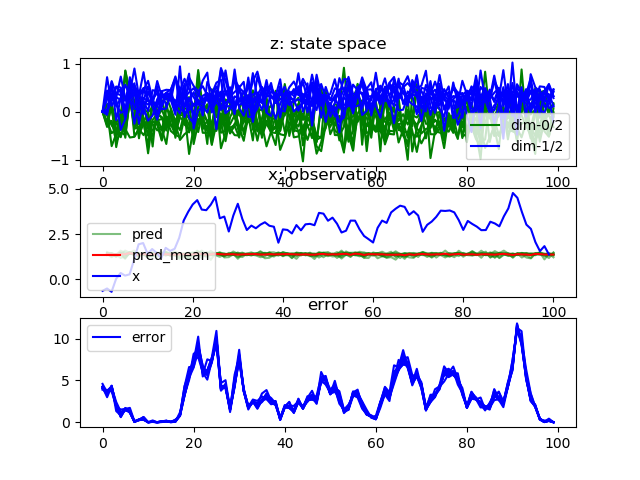 z: state space
1
0
−1
dim-0/2
dim-1/2
0 20 40 60 80 100
x: observation
5.0
2.5
0.0
pred
pred_mean
x
0 20 40 60 80 100
error
10
5
0
error
0 20 40 60 80 100